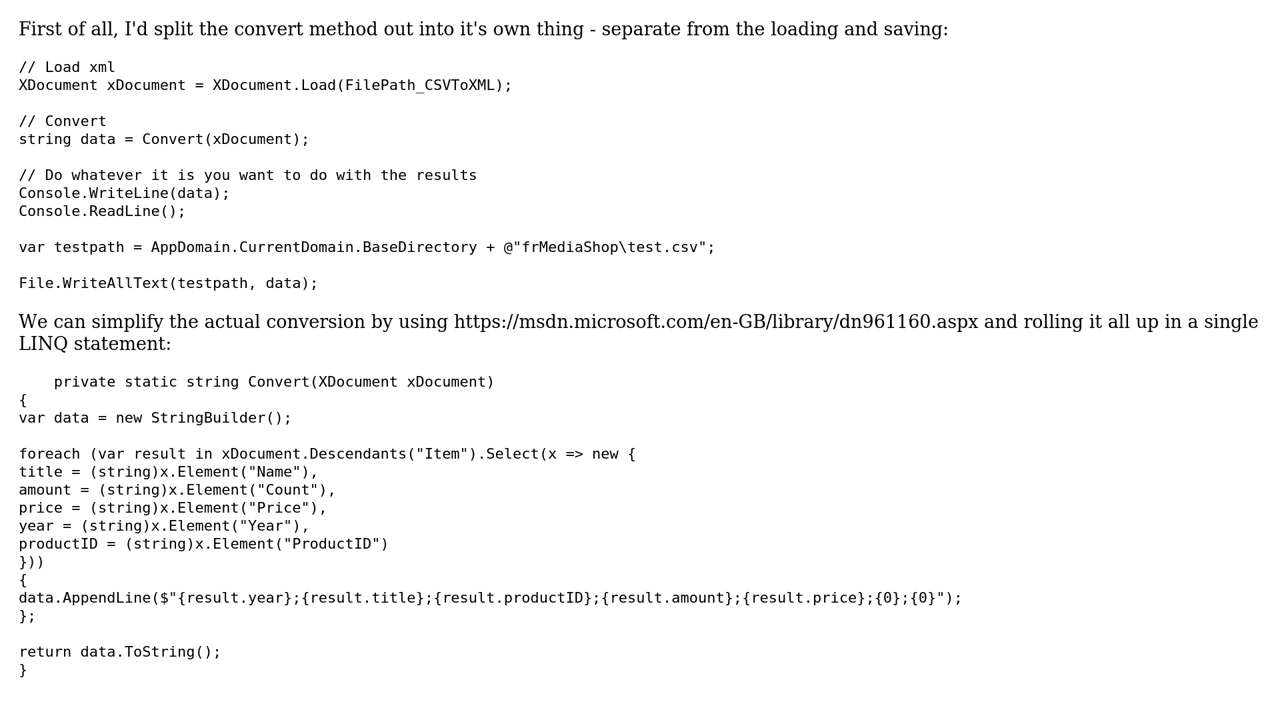 First of all, I'd split the convert method out into it's own thing - separate from the loading and saving:
// Load xml
XDocument xDocument = XDocument.Load(FilePath_CSVToXML);
// Convert
string data = Convert(xDocument);
// Do whatever it is you want to do with the results
Console.WriteLine(data);
Console.ReadLine();
var testpath = AppDomain.CurrentDomain.BaseDirectory + @"frMediaShop\test.csv";
File.WriteAllText(testpath, data);
We can simplify the actual conversion by using https://msdn.microsoft.com/en-GB/library/dn961160.aspx and rolling it all up in a single
LINQ statement:
    private static string Convert(XDocument xDocument)
{
var data = new StringBuilder();
foreach (var result in xDocument.Descendants("Item").Select(x => new {
title = (string)x.Element("Name"),
amount = (string)x.Element("Count"),
price = (string)x.Element("Price"),
year = (string)x.Element("Year"),
productID = (string)x.Element("ProductID")
}))
{
data.AppendLine($"{result.year};{result.title};{result.productID};{result.amount};{result.price};{0};{0}");
};
return data.ToString();
}